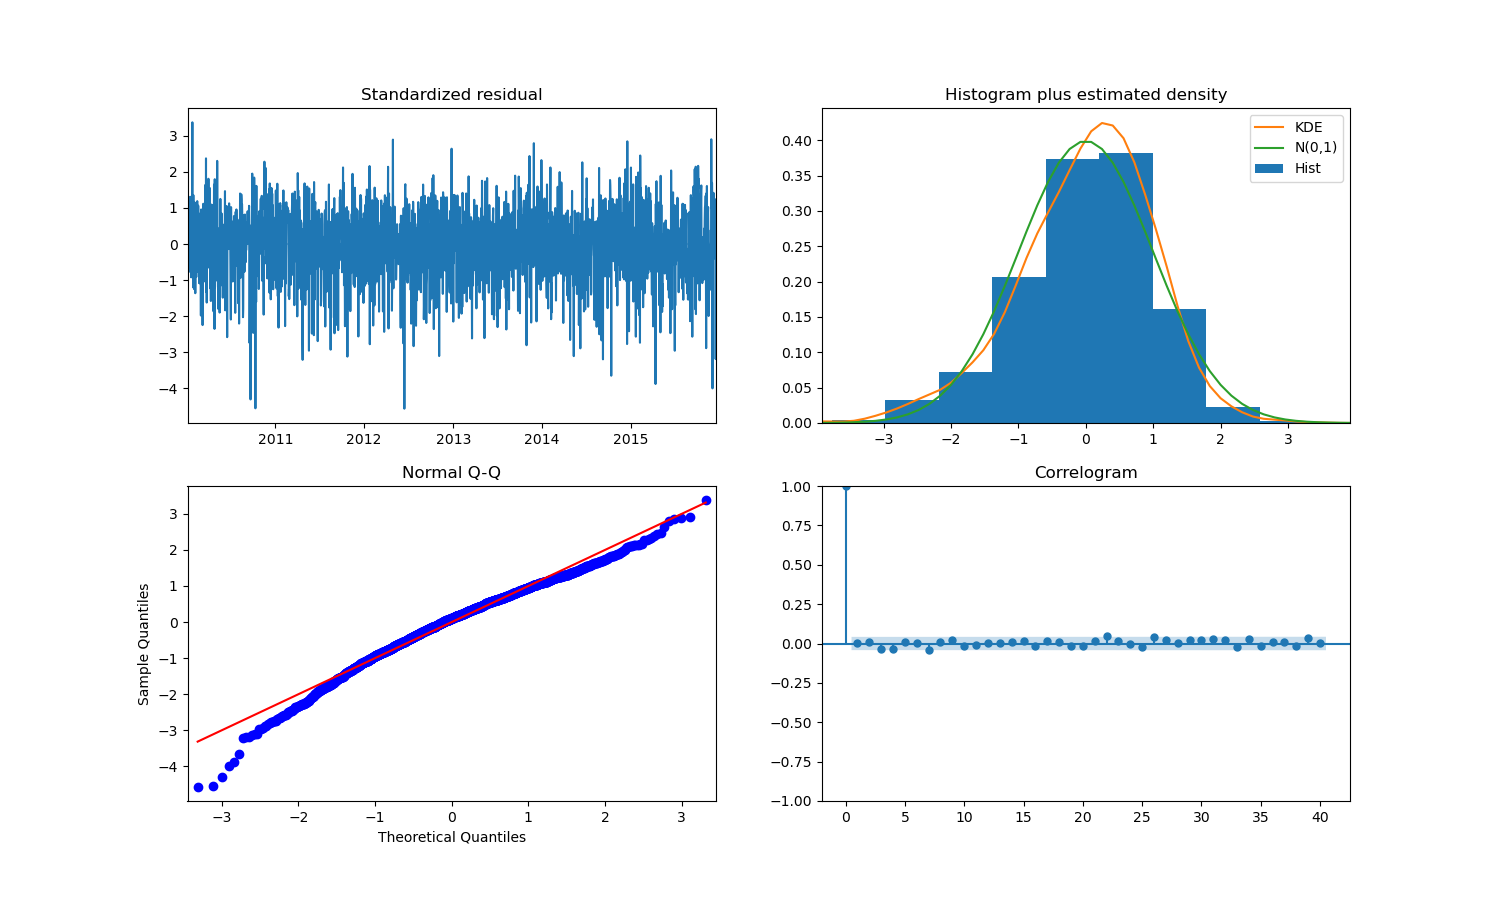 Standardized residual
3
2
1
0
−1
−2
−3
−4
2011 2012 2013 2014 2015
Histogram plus estimated density
KDE
N(0,1)
Hist
0.40
0.35
0.30
0.25
0.20
0.15
0.10
0.05
0.00
−3 −2 −1 0 1 2 3
Normal Q-Q
Sample Quantiles
3
2
1
0
−1
−2
−3
−4
−3 −2 −1 0 1 2 3
Theoretical Quantiles
Correlogram
1.00
0.75
0.50
0.25
0.00
−0.25
−0.50
−0.75
−1.00
0 5 10 15 20 25 30 35 40